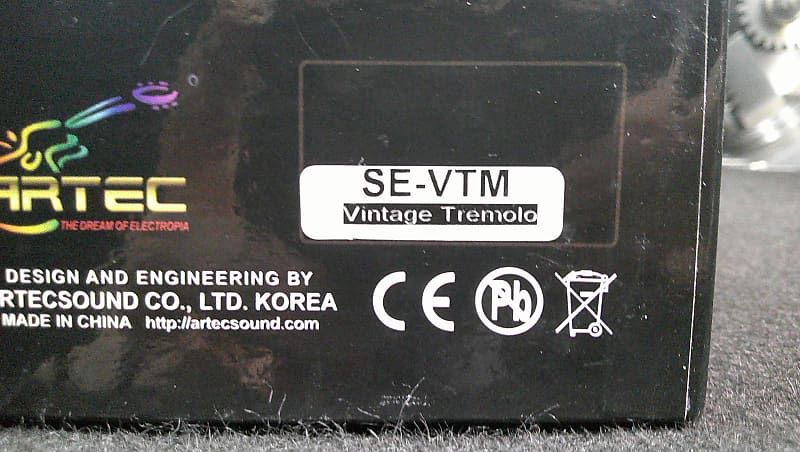 ARTEC
THE DREAM OF ELECTROPIA
SE-VTM
Vintage Tremolo
DESIGN AND ENGINEERING BY
RTECSOUND CO., LTD. KOREA
MADE IN CHINA http://artecsound.com
CE
Pb